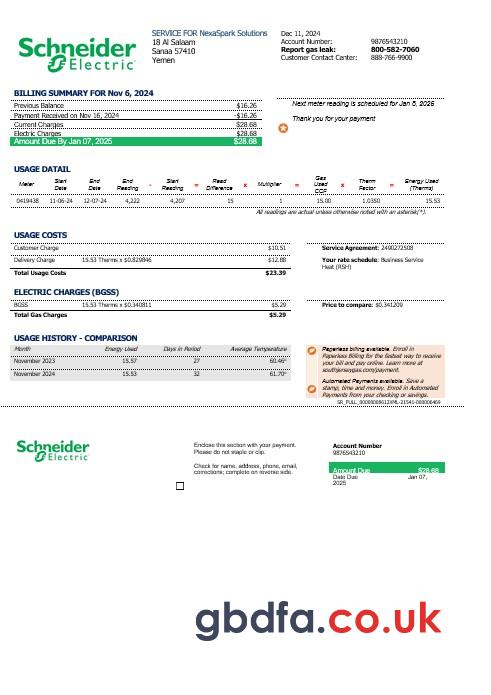 Schneider
Electric
SERVICE FOR NexaSpark Solutions
18 Al Salaam
Sanaa 57410
Yemen
Dec 11, 2024
Account Number: 9876543210
Report gas leak: 800-582-7060
Customer Contact Center: 888-766-9900
BILLING SUMMARY FOR Nov 6, 2024
Previous Balance $16.26
Payment Received on Nov 16, 2024 -$16.26
Current Charges $28.68
Electric Charges $28.68
Amount Due By Jan 07, 2025 $28.68
Next meter reading is scheduled for Jan 6, 2026
Thank you for your payment
USAGE DATAIL
Meter Start Date End Date End Reading - Start Reading = Read Difference x Multiplier = Gas Used CCF x Therm Factor = Energy Used (Therms)
0419438 11-06-24 12-07-24 4,222 4,207 15 1 15.00 1.0350 15.53
All readings are actual unless otherwise noted with an asterisk(*).
USAGE COSTS
Customer Charge $10.51
Delivery Charge 15.53 Therms x $0.829846 $12.88
Total Usage Costs $23.39
Service Agreement: 2490272508
Your rate schedule: Business Service
Heat (RSH)
ELECTRIC CHARGES (BGSS)
BGSS 15.53 Therms x $0.340811 $5.29
Total Gas Charges $5.29
Price to compare: $0.341209
USAGE HISTORY - COMPARISON
Month Energy Used Days in Period Average Temperature
November 2023 15.57 27 60.46°
November 2024 15.53 32 61.70°
Paperless billing available. Enroll in
Paperless Billing for the fastest way to receive
your bill and pay online. Learn more at
southjerseygas.com/payment.
Automated Payments available. Save a
stamp, time and money. Enroll in Automated
Payments from your checking or savings.
Schneider
Electric
Enclose this section with your payment.
Please do not staple or clip.
Check for name, address, phone, email,
corrections; complete on reverse side.
Account Number
9876543210
Amount Due $28.68
Date Due Jan 07,
2025
gbdfa.co.uk